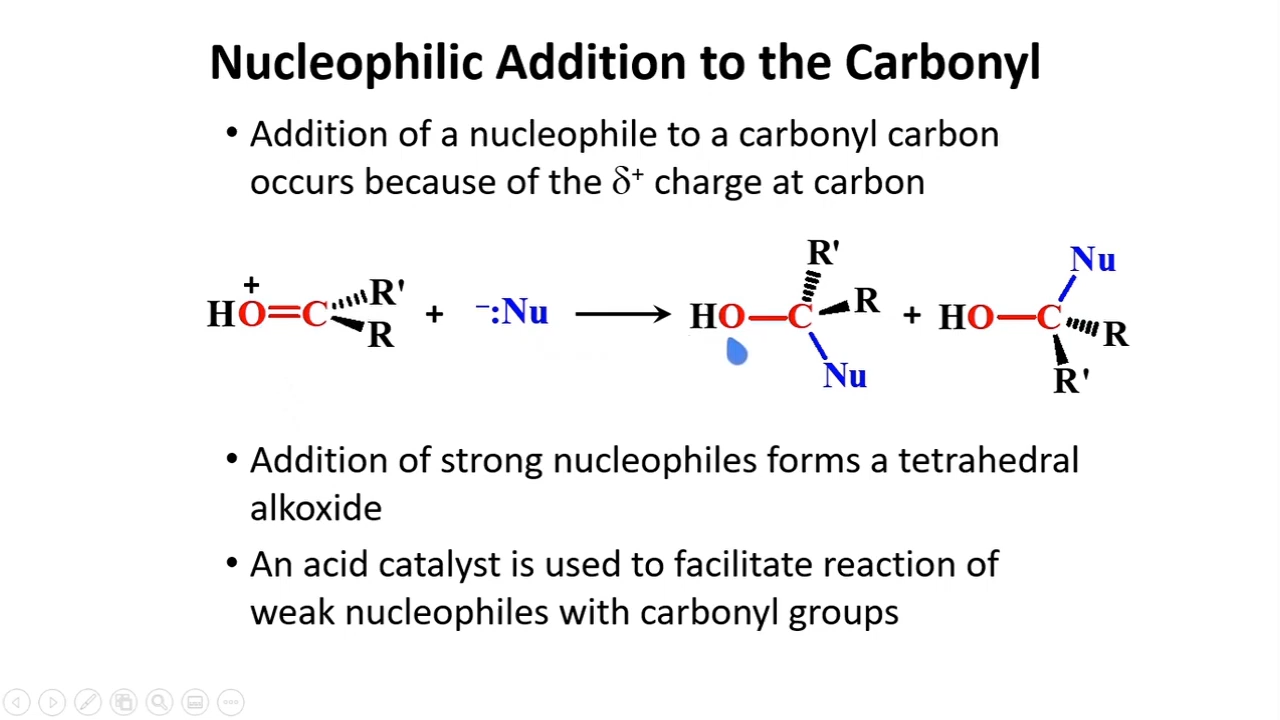 Nucleophilic Addition to the Carbonyl
• Addition of a nucleophile to a carbonyl carbon
occurs because of the δ⁺ charge at carbon
+
HO=C R' R + ⁻:Nu ⟶ HO—C R' R Nu + HO—C Nu R R'
• Addition of strong nucleophiles forms a tetrahedral
alkoxide
• An acid catalyst is used to facilitate reaction of
weak nucleophiles with carbonyl groups